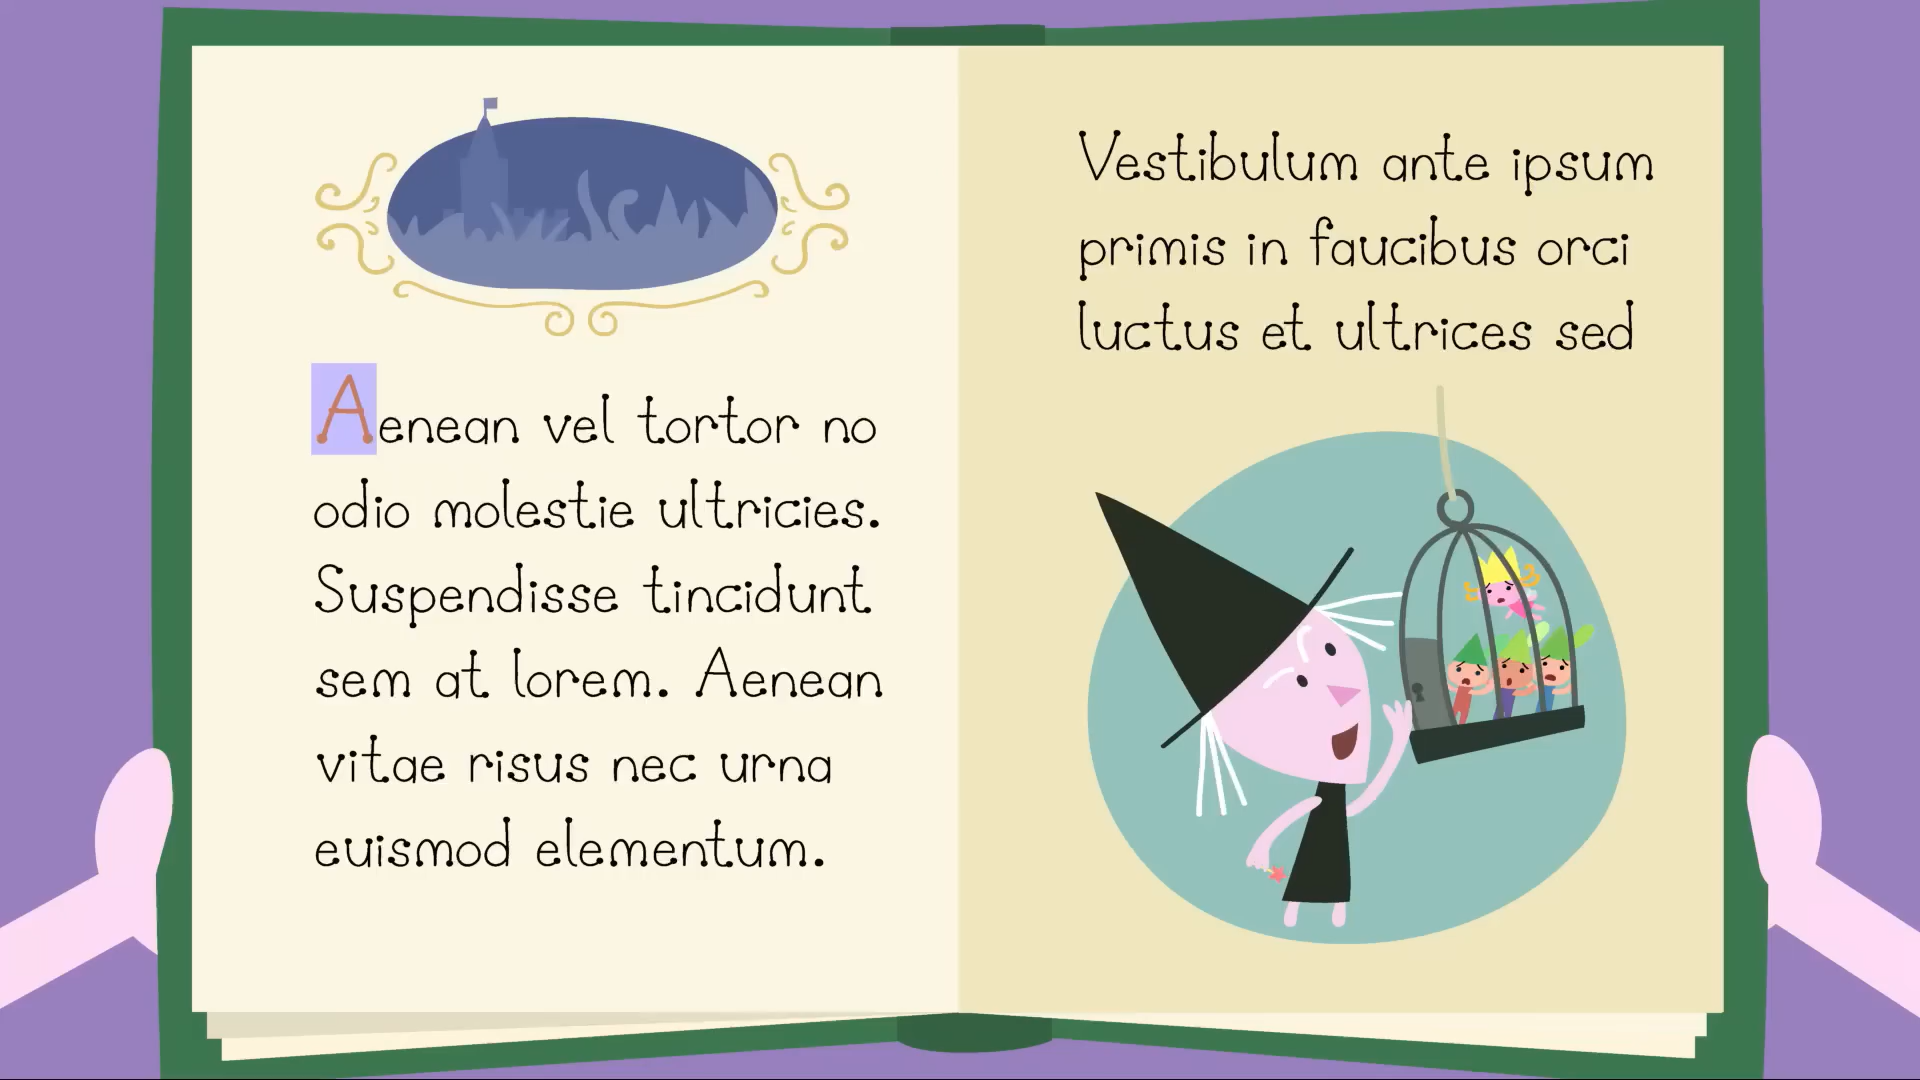 Aenean vel tortor no
odio molestie ultricies.
Suspendisse tincidunt
sem at lorem. Aenean
vitae risus nec urna
euismod elementum.
Vestibulum ante ipsum
primis in faucibus orci
luctus et ultrices sed